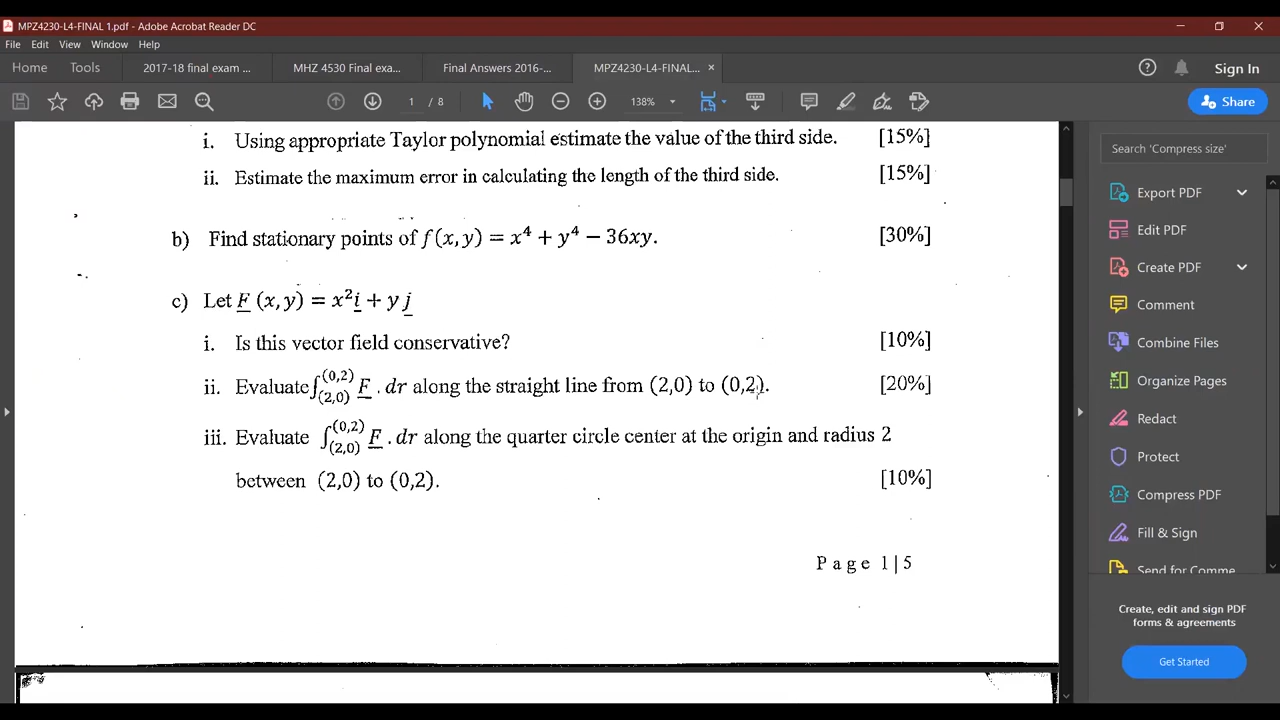 MPZ4230-L4-FINAL 1.pdf - Adobe Acrobat Reader DC
File Edit View Window Help
Home Tools 2017-18 final exam ... MHZ 4530 Final exa... Final Answers 2016-... MPZ4230-L4-FINAL... × Sign In
1 / 8 138% Share
i. Using appropriate Taylor polynomial estimate the value of the third side. [15%]
ii. Estimate the maximum error in calculating the length of the third side. [15%]
b) Find stationary points of f(x,y) = x⁴ + y⁴ − 36xy. [30%]
c) Let F (x,y) = x²i + y j
i. Is this vector field conservative? [10%]
ii. Evaluate ∫₍₂,₀₎⁽⁰,²⁾ F . dr along the straight line from (2,0) to (0,2). [20%]
iii. Evaluate ∫₍₂,₀₎⁽⁰,²⁾ F . dr along the quarter circle center at the origin and radius 2
between (2,0) to (0,2). [10%]
Page 1|5
Search 'Compress size'
Export PDF
Edit PDF
Create PDF
Comment
Combine Files
Organize Pages
Redact
Protect
Compress PDF
Fill & Sign
Send for Comme
Create, edit and sign PDF
forms & agreements
Get Started